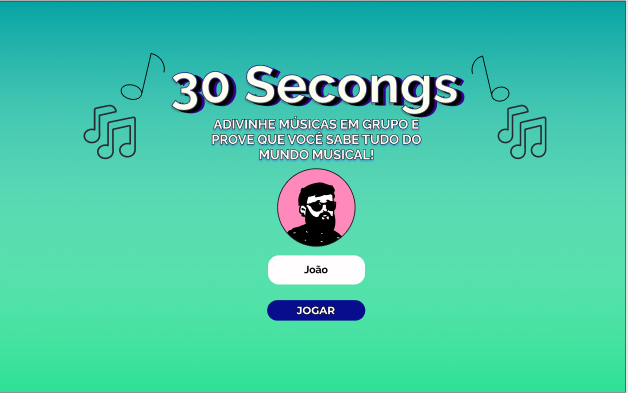 30 Secongs
ADIVINHE MÚSICAS EM GRUPO E
PROVE QUE VOCÊ SABE TUDO DO
MUNDO MUSICAL!
João
JOGAR